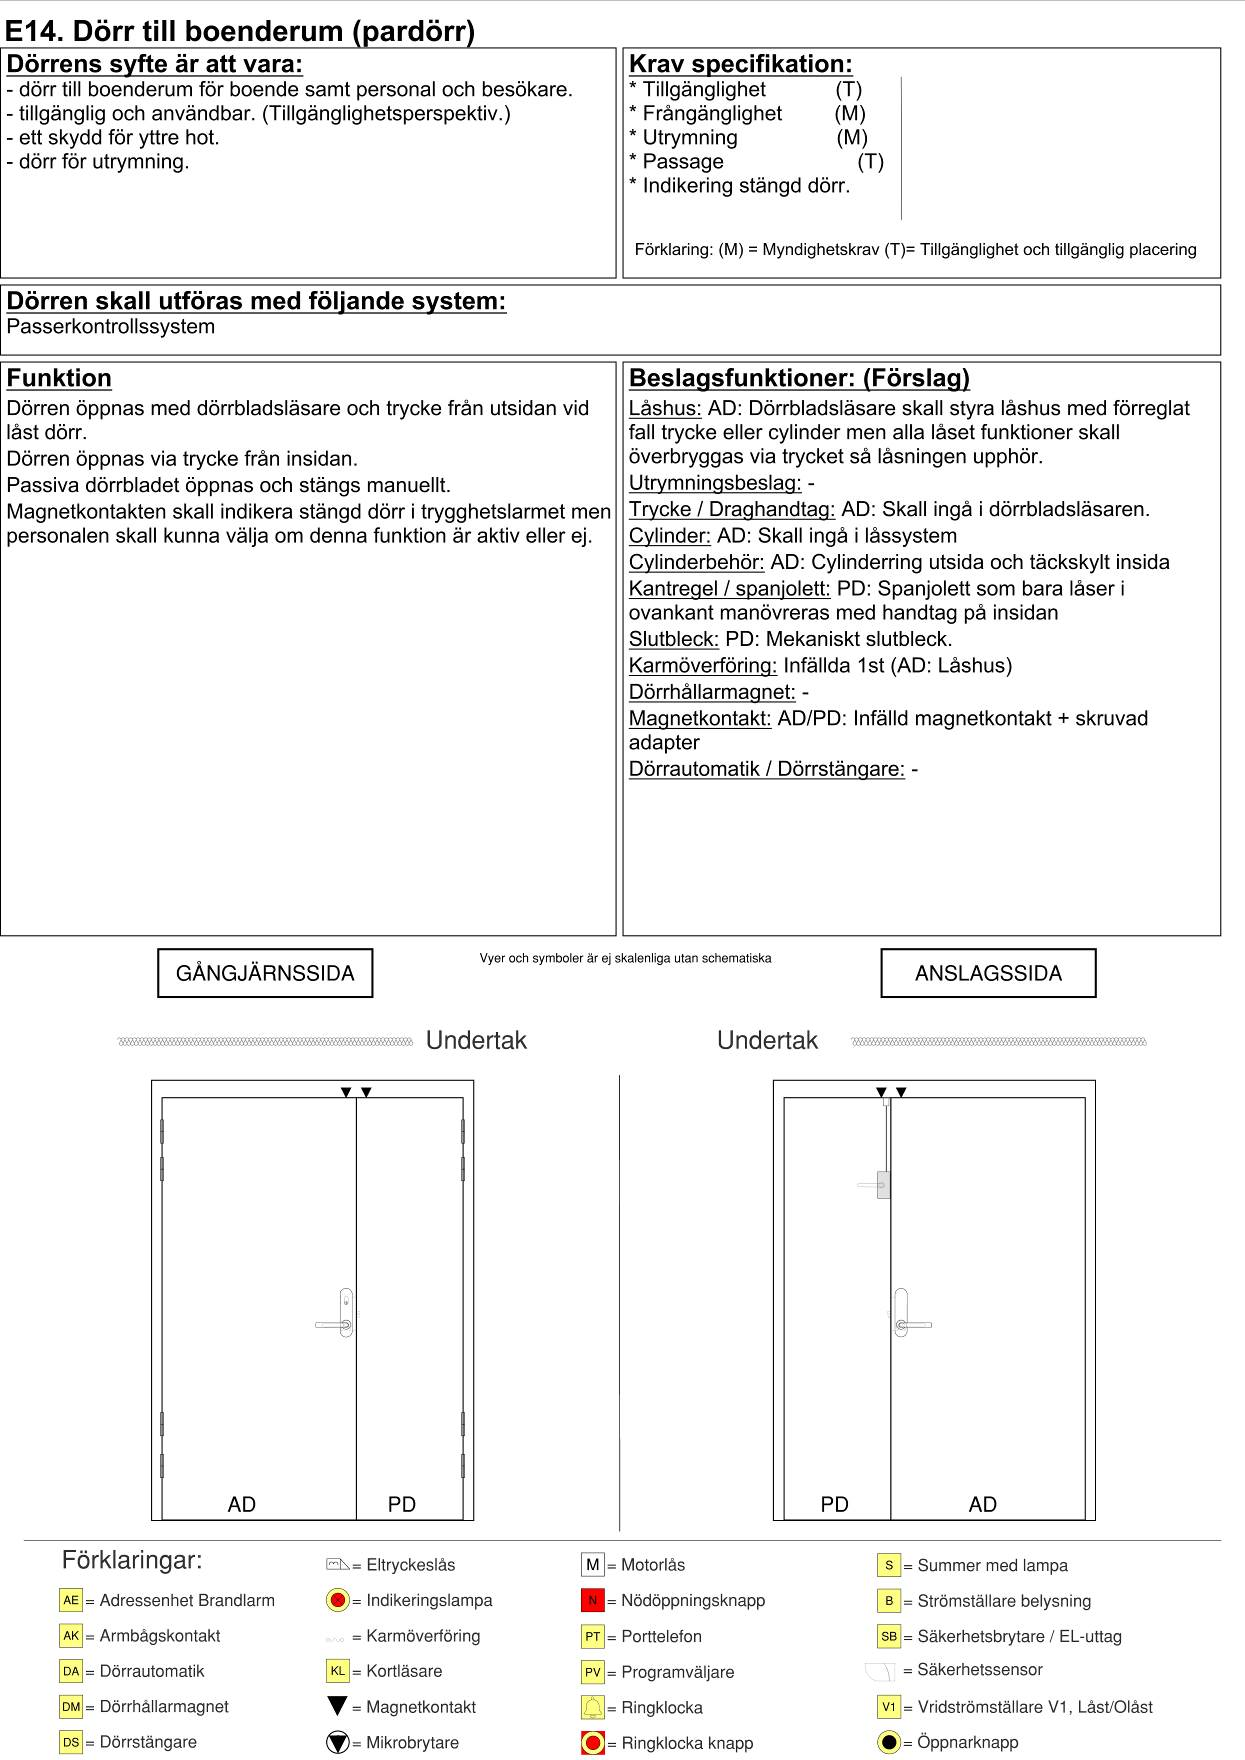 E14. Dörr till boenderum (pardörr)
Dörrens syfte är att vara:
- dörr till boenderum för boende samt personal och besökare.
- tillgänglig och användbar. (Tillgänglighetsperspektiv.)
- ett skydd för yttre hot.
- dörr för utrymning.
Krav specifikation:
* Tillgänglighet (T)
* Frångänglighet (M)
* Utrymning (M)
* Passage (T)
* Indikering stängd dörr.
Förklaring: (M) = Myndighetskrav (T)= Tillgänglighet och tillgänglig placering
Dörren skall utföras med följande system:
Passerkontrollssystem
Funktion
Dörren öppnas med dörrbladsläsare och trycke från utsidan vid
låst dörr.
Dörren öppnas via trycke från insidan.
Passiva dörrbladet öppnas och stängs manuellt.
Magnetkontakten skall indikera stängd dörr i trygghetslarmet men
personalen skall kunna välja om denna funktion är aktiv eller ej.
Beslagsfunktioner: (Förslag)
Låshus: AD: Dörrbladsläsare skall styra låshus med förreglat
fall trycke eller cylinder men alla låset funktioner skall
överbryggas via trycket så låsningen upphör.
Utrymningsbeslag: -
Trycke / Draghandtag: AD: Skall ingå i dörrbladsläsaren.
Cylinder: AD: Skall ingå i låssystem
Cylinderbehör: AD: Cylinderring utsida och täckskylt insida
Kantregel / spanjolett: PD: Spanjolett som bara låser i
ovankant manövreras med handtag på insidan
Slutbleck: PD: Mekaniskt slutbleck.
Karmöverföring: Infällda 1st (AD: Låshus)
Dörrhållarmagnet: -
Magnetkontakt: AD/PD: Infälld magnetkontakt + skruvad
adapter
Dörrautomatik / Dörrstängare: -
GÅNGJÄRNSSIDA
Vyer och symboler är ej skalenliga utan schematiska
ANSLAGSSIDA
Undertak
Undertak
AD
PD
PD
AD
Förklaringar:
AE = Adressenhet Brandlarm
AK = Armbågskontakt
DA = Dörrautomatik
DM = Dörrhållarmagnet
DS = Dörrstängare
= Eltryckeslås
= Indikeringslampa
= Karmöverföring
KL = Kortläsare
= Magnetkontakt
= Mikrobrytare
M = Motorlås
N = Nödöppningsknapp
PT = Porttelefon
PV = Programväljare
= Ringklocka
= Ringklocka knapp
S = Summer med lampa
B = Strömställare belysning
SB = Säkerhetsbrytare / EL-uttag
= Säkerhetssensor
V1 = Vridströmställare V1, Låst/Olåst
= Öppnarknapp